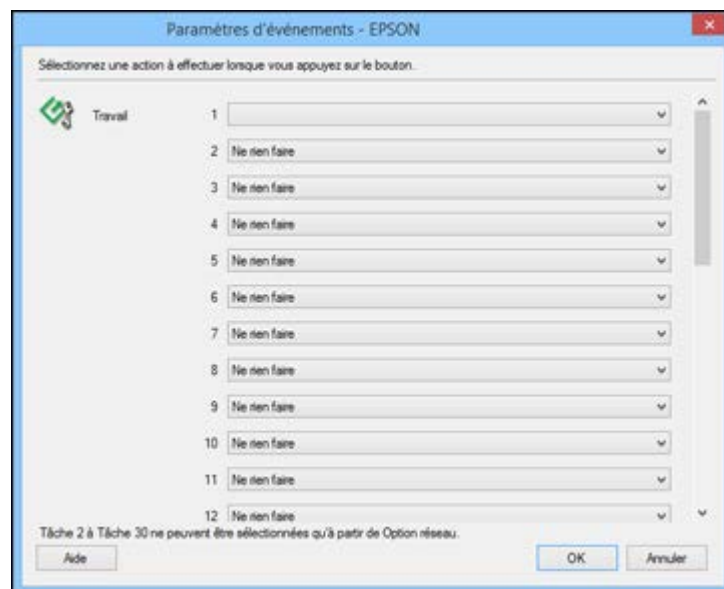 Paramètres d'événements - EPSON
Sélectionnez une action à effectuer lorsque vous appuyez sur le bouton.
Travail 1
2 Ne rien faire
3 Ne rien faire
4 Ne rien faire
5 Ne rien faire
6 Ne rien faire
7 Ne rien faire
8 Ne rien faire
9 Ne rien faire
10 Ne rien faire
11 Ne rien faire
12 Ne rien faire
Tâche 2 à Tâche 30 ne peuvent être sélectionnées qu'à partir de Option réseau.
Aide OK Annuler